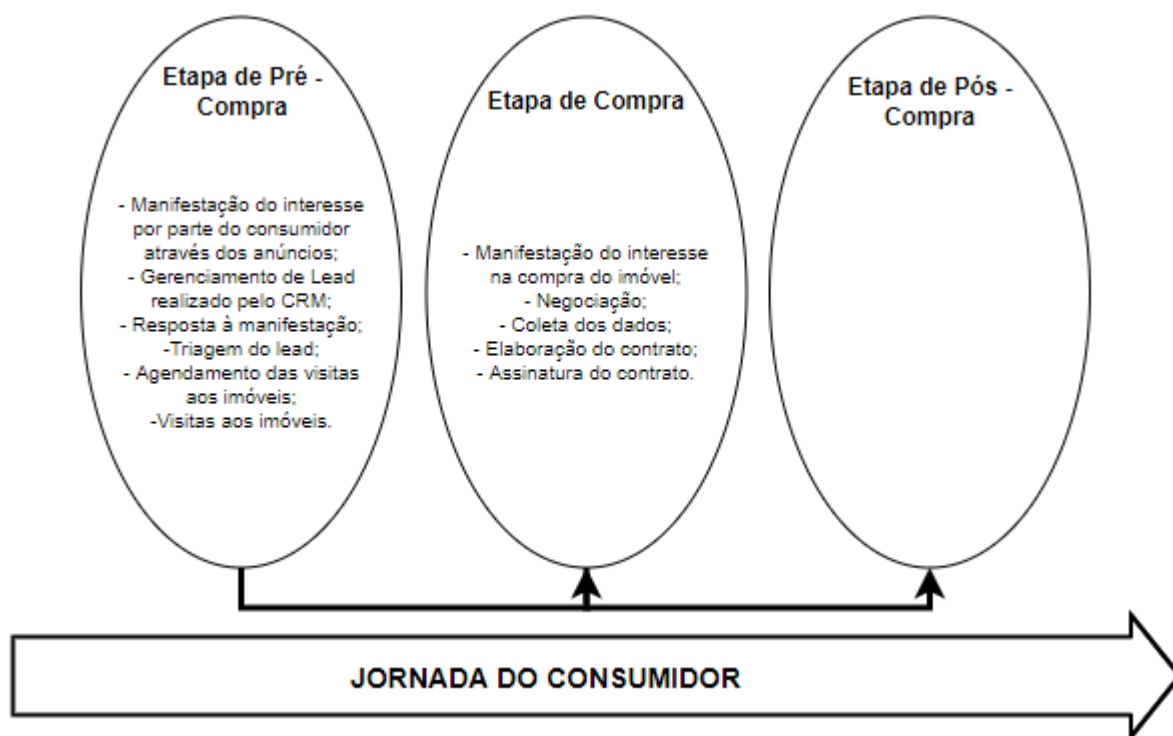 Etapa de Pré -
Compra
- Manifestação do interesse
por parte do consumidor
através dos anúncios;
- Gerenciamento de Lead
realizado pelo CRM;
- Resposta à manifestação;
-Triagem do lead;
- Agendamento das visitas
aos imóveis;
-Visitas aos imóveis.
Etapa de Compra
- Manifestação do interesse
na compra do imóvel;
- Negociação;
- Coleta dos dados;
- Elaboração do contrato;
- Assinatura do contrato.
Etapa de Pós -
Compra
JORNADA DO CONSUMIDOR